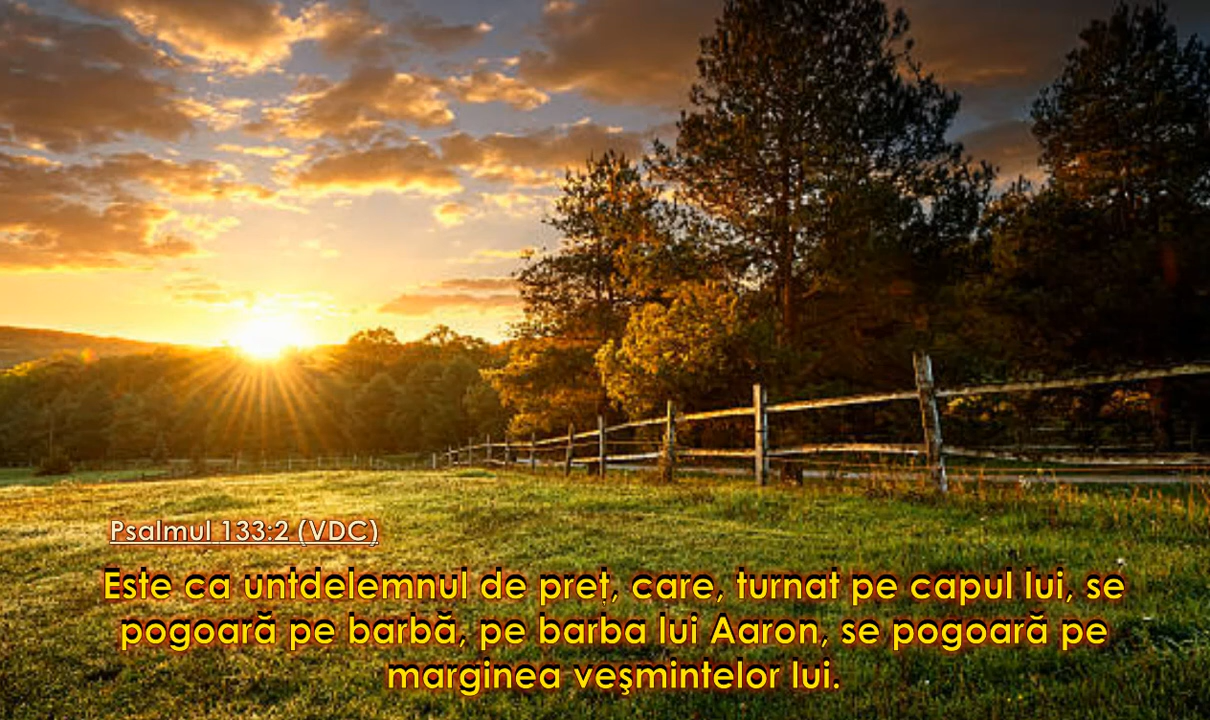 Psalmul 133:2 (VDC)
Este ca untdelemnul de preţ, care, turnat pe capul lui, se
pogoară pe barbă, pe barba lui Aaron, se pogoară pe
marginea veşmintelor lui.